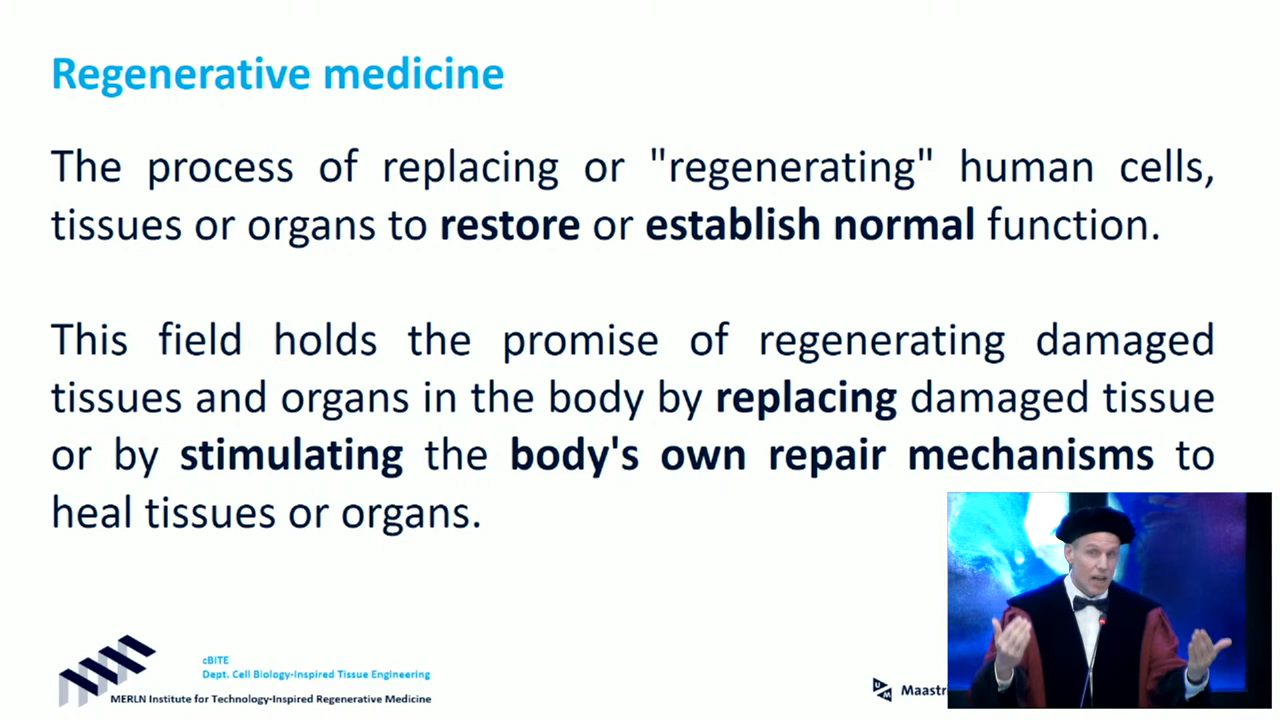 Regenerative medicine
The process of replacing or "regenerating" human cells,
tissues or organs to restore or establish normal function.
This field holds the promise of regenerating damaged
tissues and organs in the body by replacing damaged tissue
or by stimulating the body's own repair mechanisms to
heal tissues or organs.
cBITE
Dept. Cell Biology-Inspired Tissue Engineering
MERLN Institute for Technology-Inspired Regenerative Medicine
UM